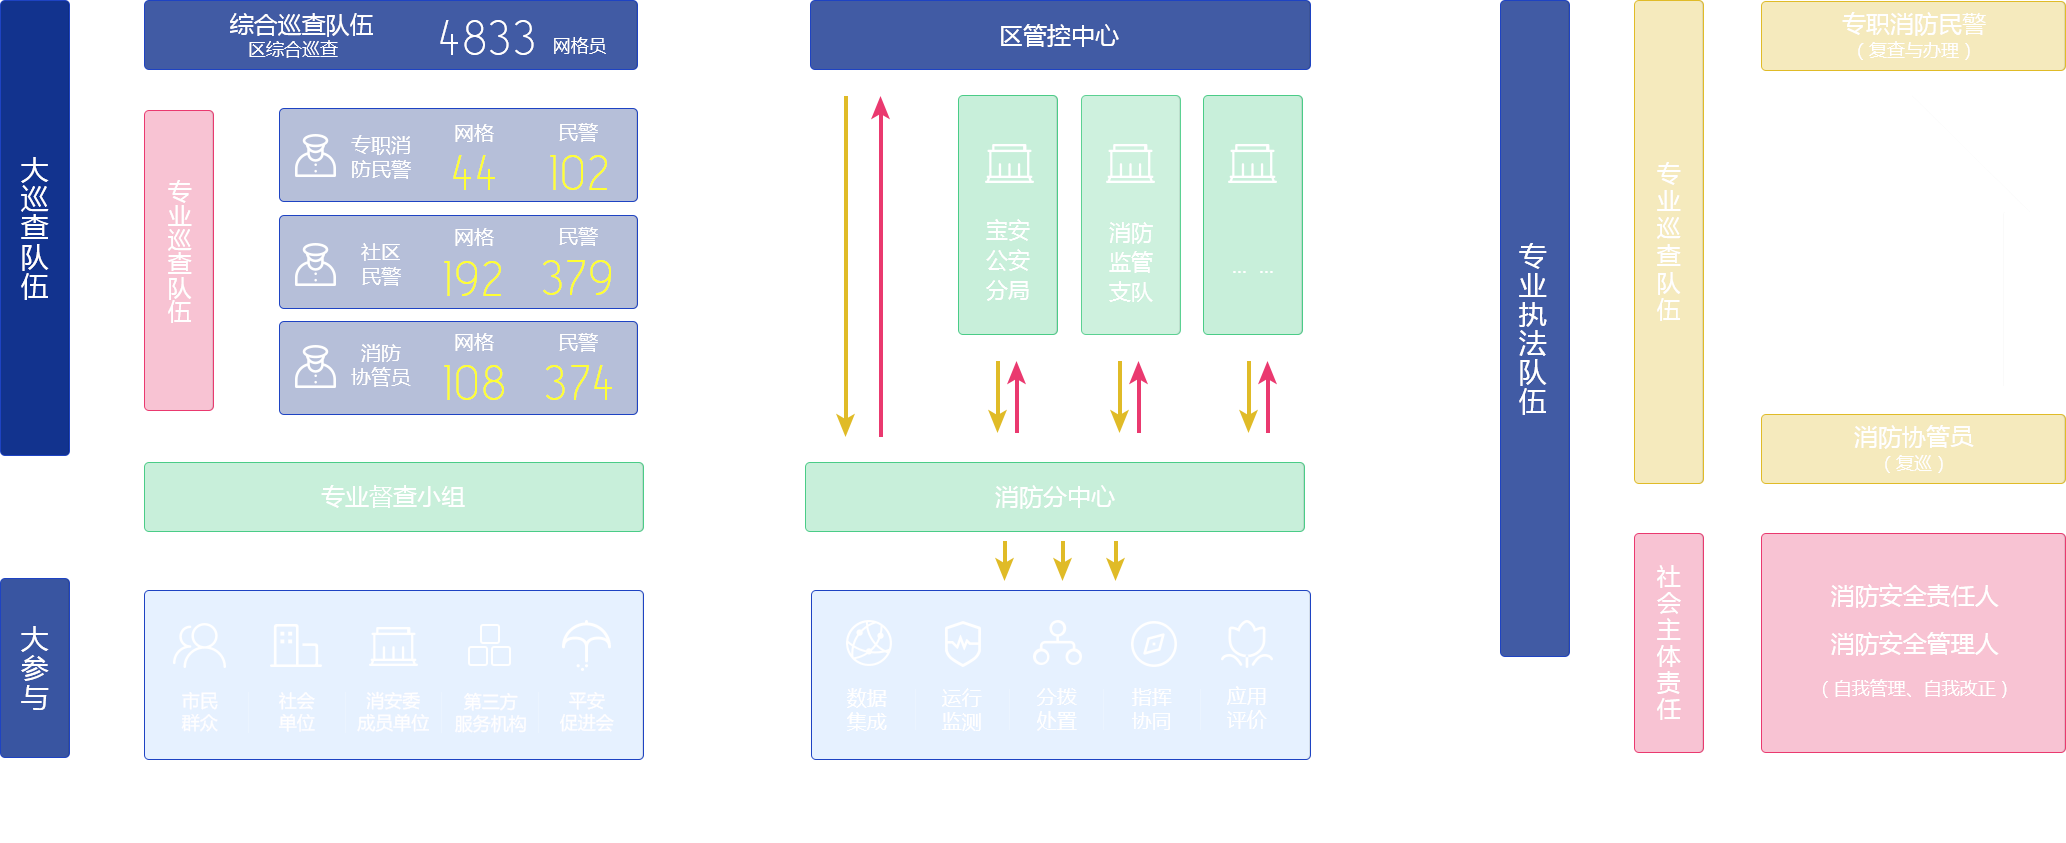 大巡查队伍
综合巡查队伍
区综合巡查
4833 网格员
专业巡查队伍
专职消
防民警
网格 民警
44 102
社区
民警
网格 民警
192 379
消防
协管员
网格 民警
108 374
专业督查小组
大参与
市民
群众
社会
单位
消安委
成员单位
第三方
服务机构
平安
促进会
区管控中心
宝安
公安
分局
消防
监管
支队
... ...
消防分中心
数据
集成
运行
监测
分拨
处置
指挥
协同
应用
评价
专业执法队伍
专业巡查队伍
专职消防民警
（复查与办理）
消防协管员
（复巡）
社会主体责任
消防安全责任人
消防安全管理人
（自我管理、自我改正）